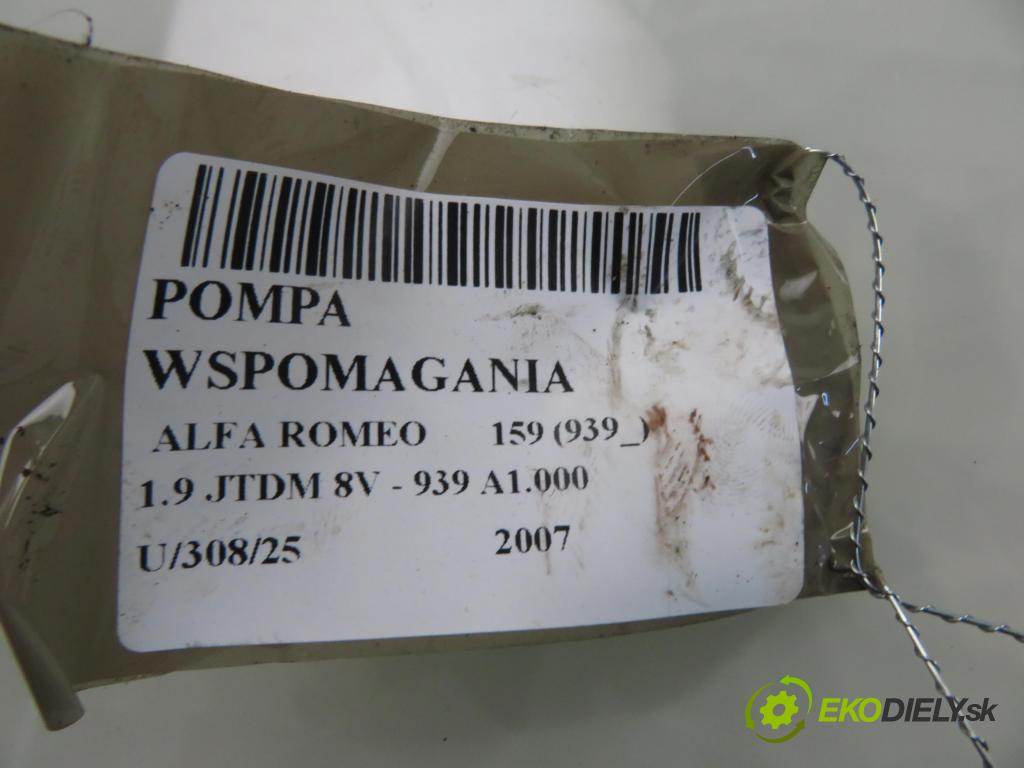 POMPA
WSPOMAGANIA
ALFA ROMEO 159 (939_)
1.9 JTDM 8V - 939 A1.000
U/308/25 2007
EKODIELY.sk